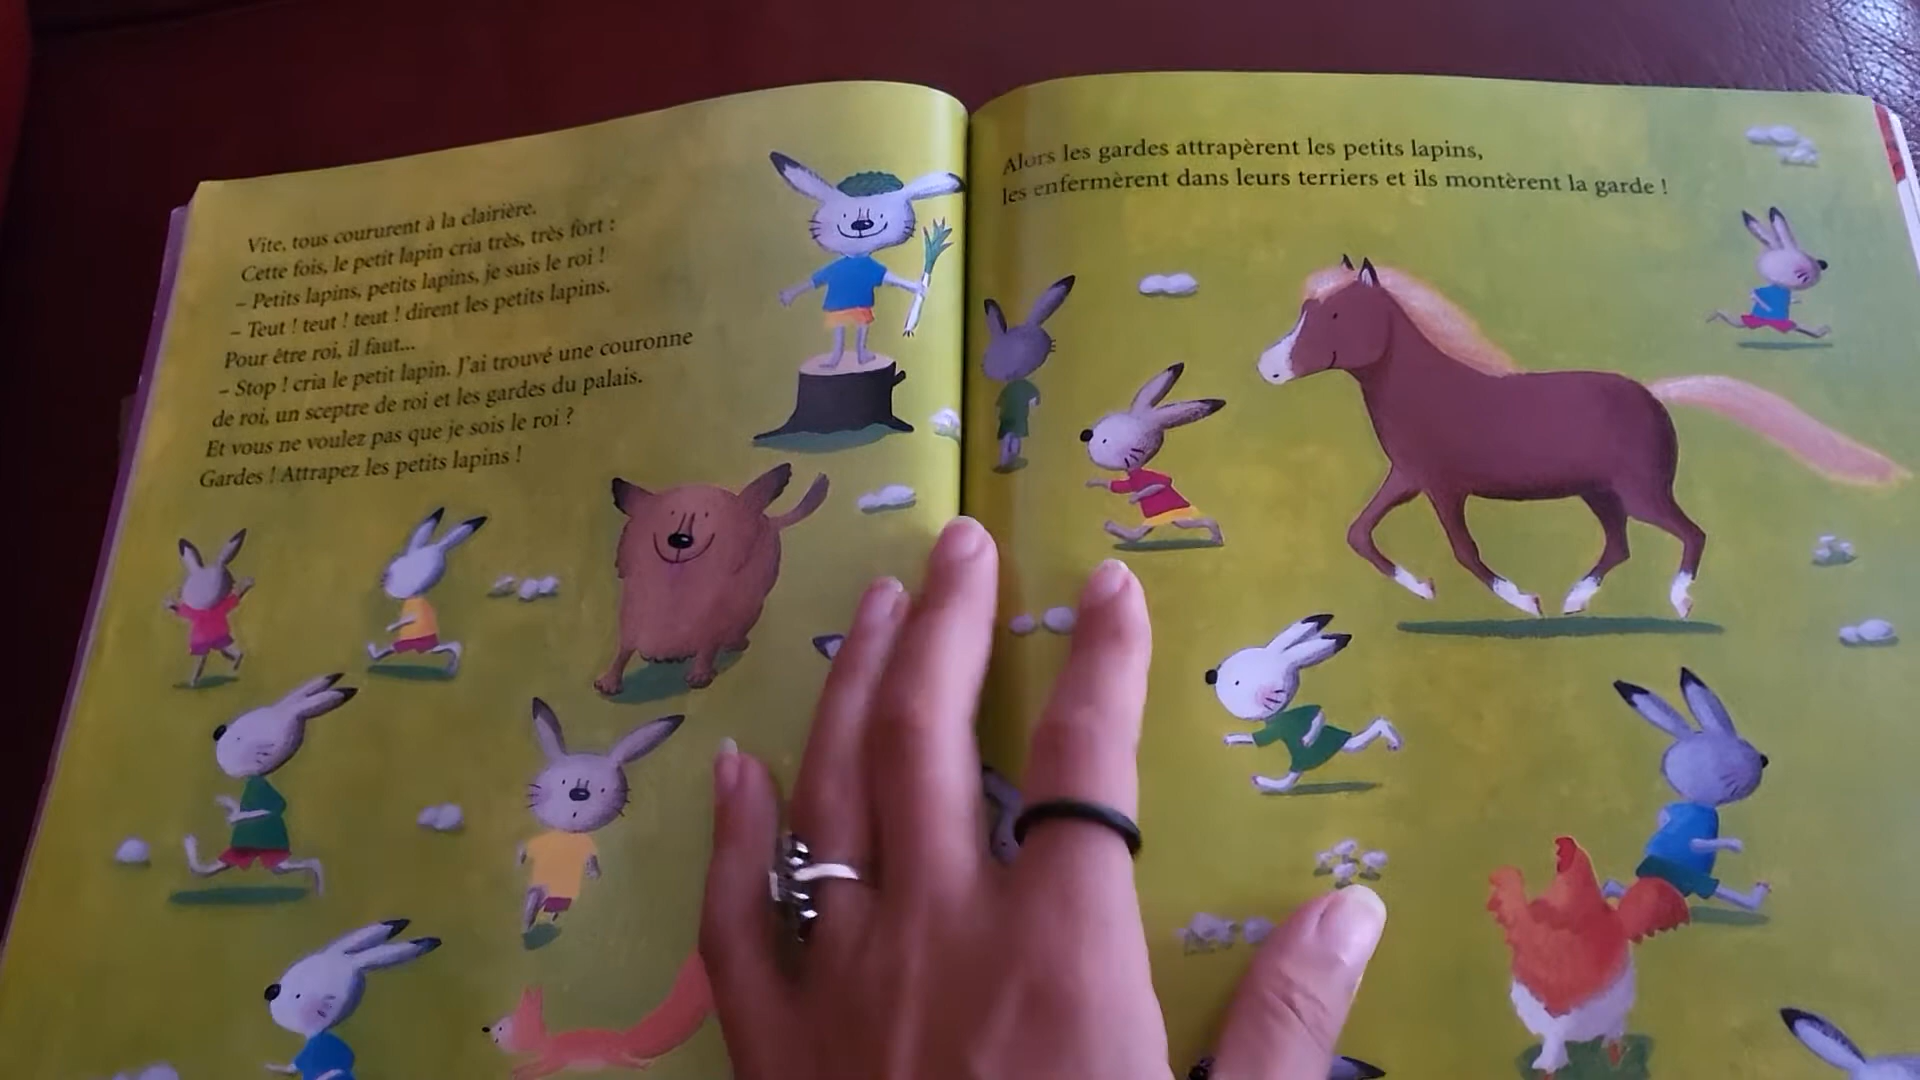 Vite, tous coururent à la clairière.
Cette fois, le petit lapin cria très, très fort :
– Petits lapins, petits lapins, je suis le roi !
– Teut ! teut ! teut ! dirent les petits lapins.
Pour être roi, il faut...
– Stop ! cria le petit lapin. J'ai trouvé une couronne
de roi, un sceptre de roi et les gardes du palais.
Et vous ne voulez pas que je sois le roi ?
Gardes ! Attrapez les petits lapins !
Alors les gardes attrapèrent les petits lapins,
les enfermèrent dans leurs terriers et ils montèrent la garde !